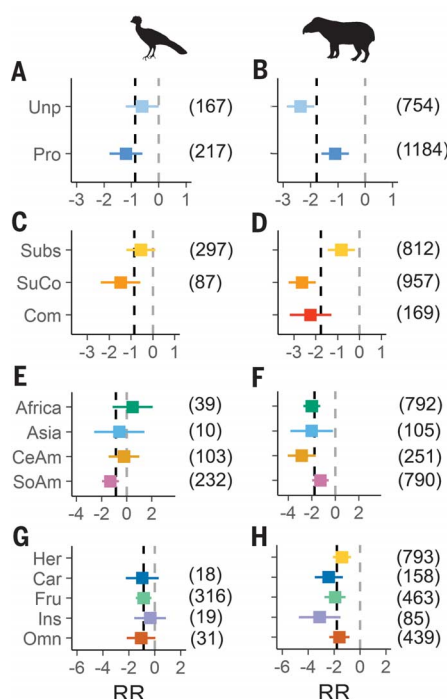 A B
Unp (167) (754)
Pro (217) (1184)
-3 -2 -1 0 1 -3 -2 -1 0 1
C D
Subs (297) (812)
SuCo (87) (957)
Com (169)
-3 -2 -1 0 1 -3 -2 -1 0 1
E F
Africa (39) (792)
Asia (10) (105)
CeAm (103) (251)
SoAm (232) (790)
-4 -2 0 2 -4 -2 0 2
G H
Her (793)
Car (18) (158)
Fru (316) (463)
Ins (19) (85)
Omn (31) (439)
-6 -4 -2 0 2 -6 -4 -2 0
RR RR